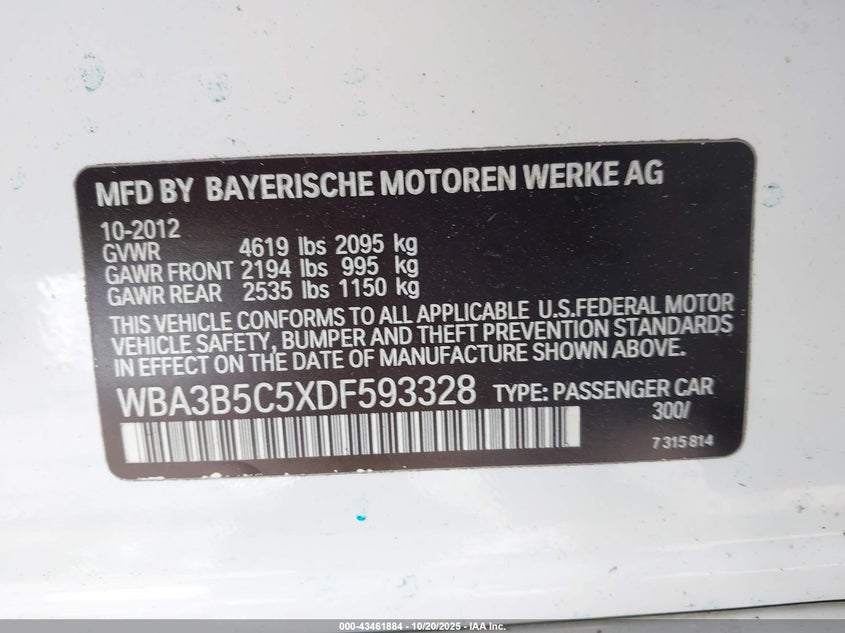 MFD BY BAYERISCHE MOTOREN WERKE AG
10-2012
GVWR 4619 lbs 2095 kg
GAWR FRONT 2194 lbs 995 kg
GAWR REAR 2535 lbs 1150 kg
THIS VEHICLE CONFORMS TO ALL APPLICABLE U.S.FEDERAL MOTOR
VEHICLE SAFETY, BUMPER AND THEFT PREVENTION STANDARDS
IN EFFECT ON THE DATE OF MANUFACTURE SHOWN ABOVE.
WBA3B5C5XDF593328 TYPE: PASSENGER CAR
300/
7 315 814
000-43461884 - 10/20/2025 - IAA Inc.